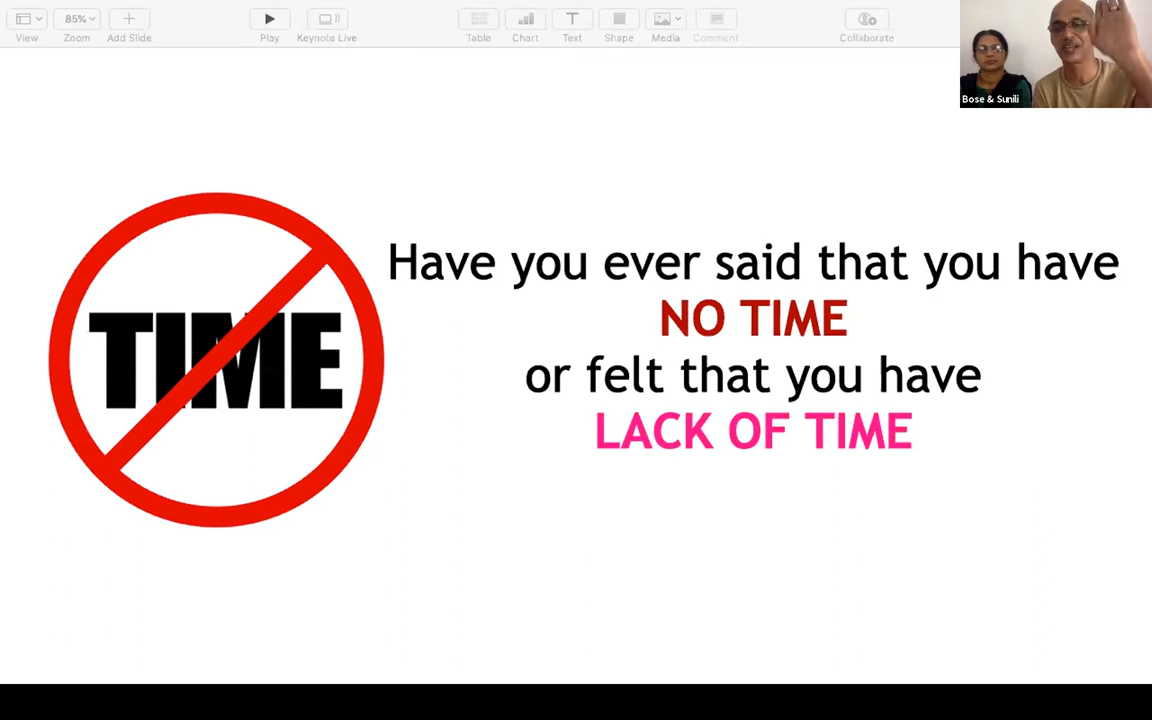 85%
View
Zoom
Add Slide
Play
Keynote Live
Table
Chart
Text
Shape
Media
Comment
Collaborate
Bose & Sunili
TIME
Have you ever said that you have
NO TIME
or felt that you have
LACK OF TIME